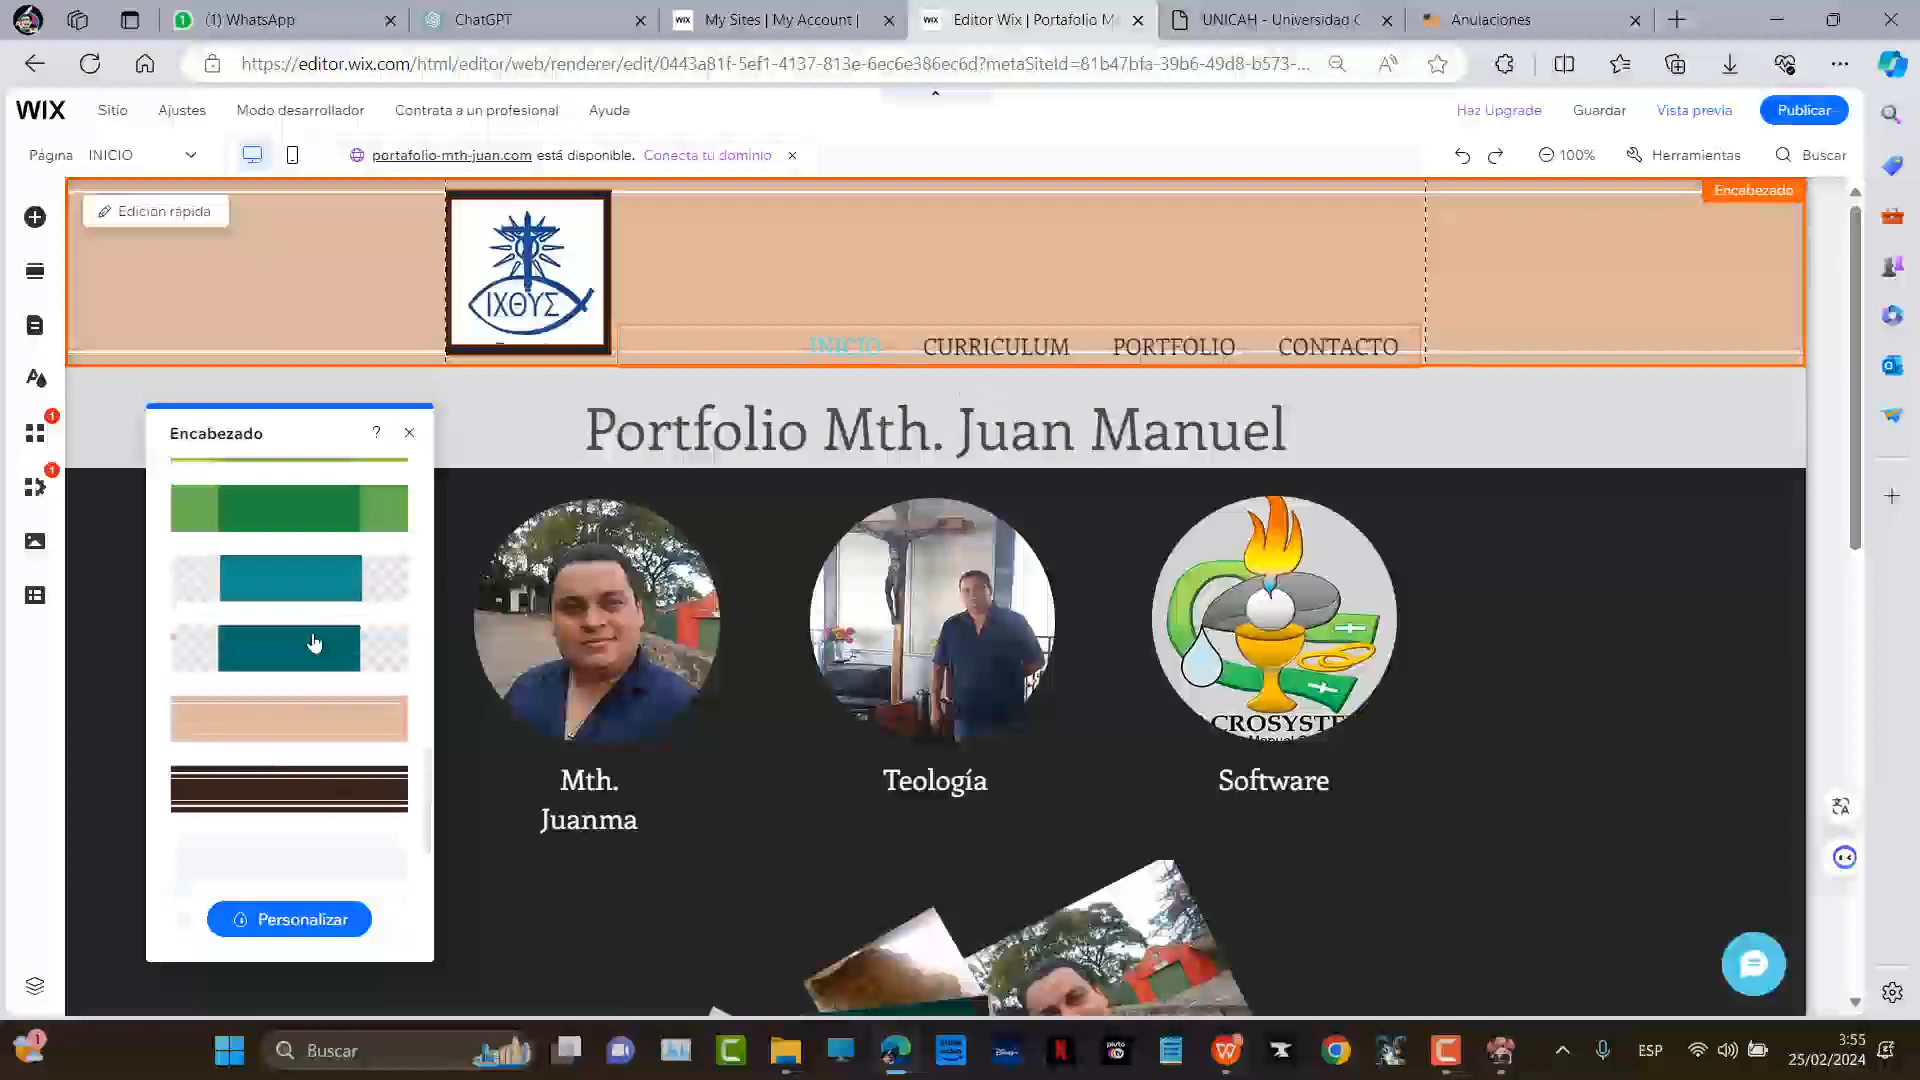 (1) WhatsApp
ChatGPT
My Sites | My Account |
Editor Wix | Portafolio M
UNICAH - Universidad C
Anulaciones
https://editor.wix.com/html/editor/web/renderer/edit/0443a81f-5ef1-4137-813e-6ec6e386ec6d?metaSiteId=81b47bfa-39b6-49d8-b573-...
WIX
Sitio
Ajustes
Modo desarrollador
Contrata a un profesional
Ayuda
Haz Upgrade
Guardar
Vista previa
Publicar
Página
INICIO
portafolio-mth-juan.com está disponible. Conecta tu dominio
100%
Herramientas
Buscar
Encabezado
Edición rápida
ΙΧΘΥΣ
INICIO
CURRICULUM
PORTFOLIO
CONTACTO
Portfolio Mth. Juan Manuel
Encabezado
?
Personalizar
Mth.
Juanma
Teología
Software
1
1
Buscar
ESP
3:55
25/02/2024